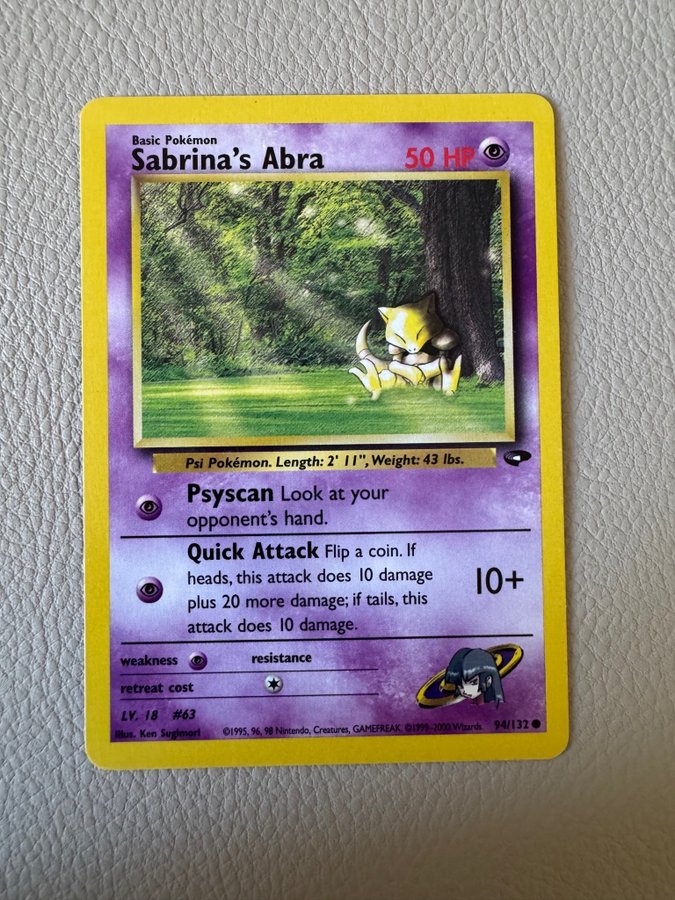 Basic Pokémon
Sabrina's Abra 50 HP
Psi Pokémon. Length: 2' 11", Weight: 43 lbs.
Psyscan Look at your
opponent's hand.
Quick Attack Flip a coin. If
heads, this attack does 10 damage
plus 20 more damage; if tails, this
attack does 10 damage.
10+
weakness resistance
retreat cost
LV. 18 #63
Illus. Ken Sugimori ©1995, 96, 98 Nintendo, Creatures, GAMEFREAK. ©1999-2000 Wizards. 94/132